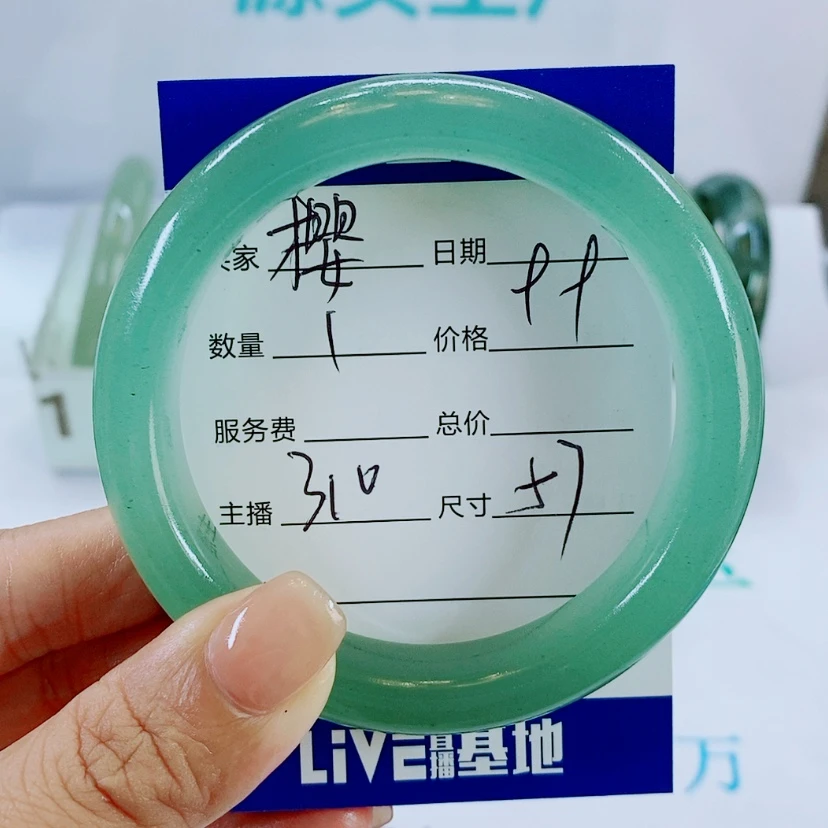 家 樱 日期
数量 1 价格
服务费 总价
主播 310 尺寸 57
LiVE直播基地
万